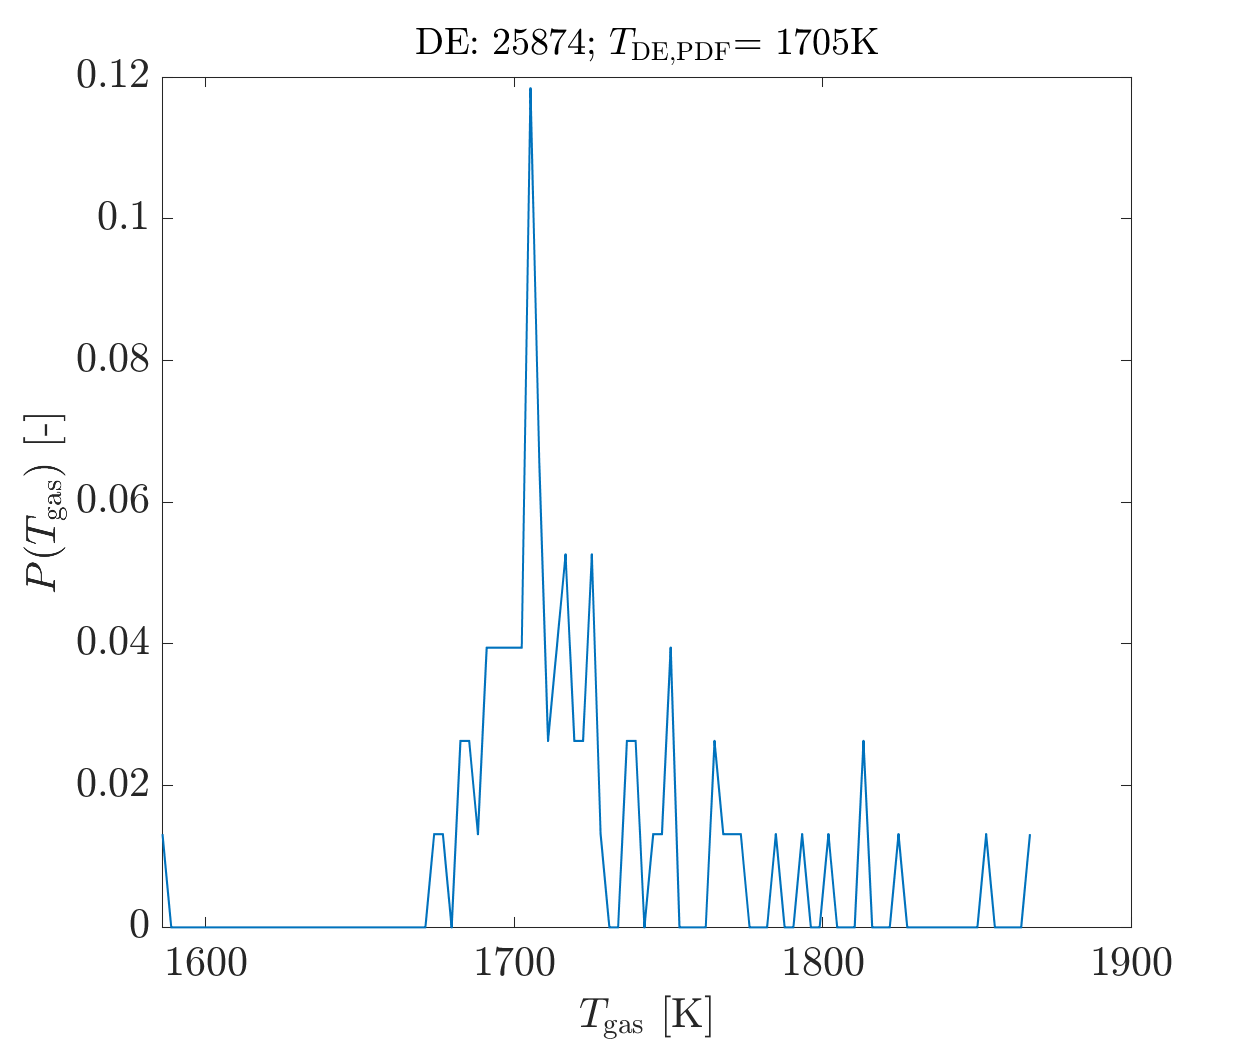 DE: 25874; T_DE,PDF= 1705K
0.12
0.1
0.08
0.06
0.04
0.02
0
P(T_gas) [-]
1600 1700 1800 1900
T_gas [K]